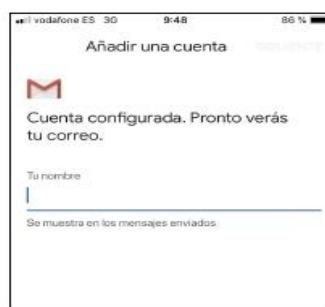 vodafone ES 3G 9:48 86 %
Añadir una cuenta SIGUIENTE
Cuenta configurada. Pronto verás
tu correo.
Tu nombre
Se muestra en los mensajes enviados